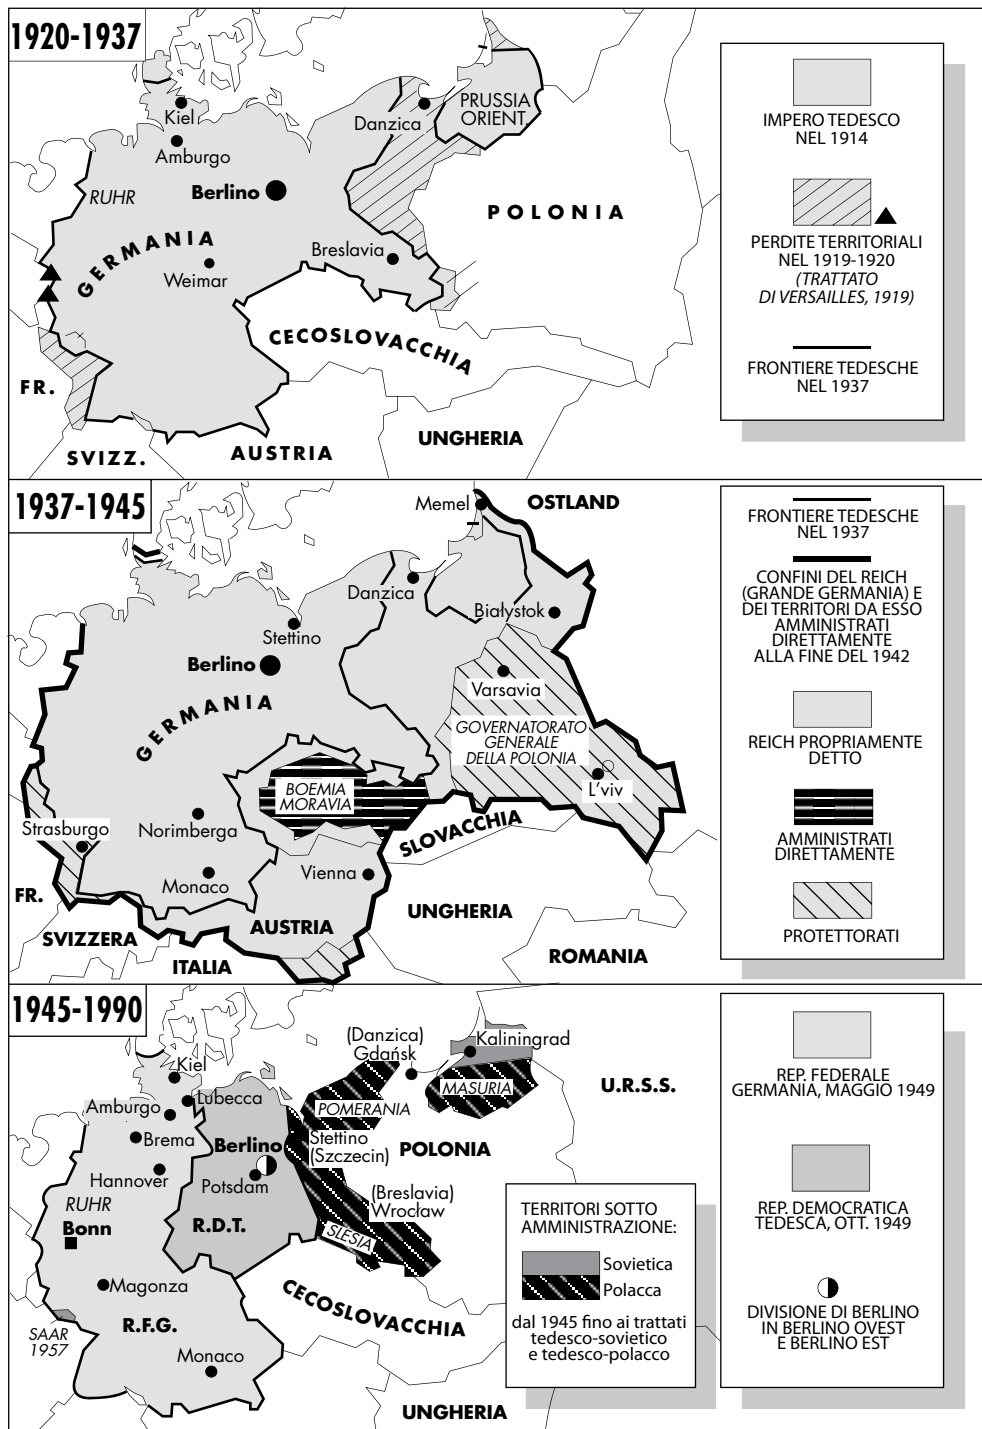 1920-1937
Kiel
Amburgo
Danzica
PRUSSIA
ORIENT.
RUHR
Berlino
POLONIA
GERMANIA
Breslavia
Weimar
CECOSLOVACCHIA
FR.
SVIZZ.
AUSTRIA
UNGHERIA
IMPERO TEDESCO
NEL 1914
PERDITE TERRITORIALI
NEL 1919-1920
(TRATTATO
DI VERSAILLES, 1919)
FRONTIERE TEDESCHE
NEL 1937
1937-1945
Memel
OSTLAND
Danzica
Białystok
Stettino
Berlino
Varsavia
GERMANIA
GOVERNATORATO
GENERALE
DELLA POLONIA
BOEMIA
MORAVIA
L'viv
Strasburgo
Norimberga
SLOVACCHIA
Monaco
Vienna
FR.
SVIZZERA
AUSTRIA
UNGHERIA
ITALIA
ROMANIA
FRONTIERE TEDESCHE
NEL 1937
CONFINI DEL REICH
(GRANDE GERMANIA) E
DEI TERRITORI DA ESSO
AMMINISTRATI
DIRETTAMENTE
ALLA FINE DEL 1942
REICH PROPRIAMENTE
DETTO
AMMINISTRATI
DIRETTAMENTE
PROTETTORATI
1945-1990
(Danzica)
Gdańsk
Kaliningrad
Kiel
Lubecca
MASURIA
U.R.S.S.
Amburgo
POMERANIA
Brema
Berlino
Stettino
(Szczecin)
POLONIA
Hannover
Potsdam
RUHR
(Breslavia)
Wrocław
Bonn
R.D.T.
SLESIA
Magonza
CECOSLOVACCHIA
SAAR
1957
R.F.G.
Monaco
UNGHERIA
TERRITORI SOTTO
AMMINISTRAZIONE:
Sovietica
Polacca
dal 1945 fino ai trattati
tedesco-sovietico
e tedesco-polacco
REP. FEDERALE
GERMANIA, MAGGIO 1949
REP. DEMOCRATICA
TEDESCA, OTT. 1949
DIVISIONE DI BERLINO
IN BERLINO OVEST
E BERLINO EST